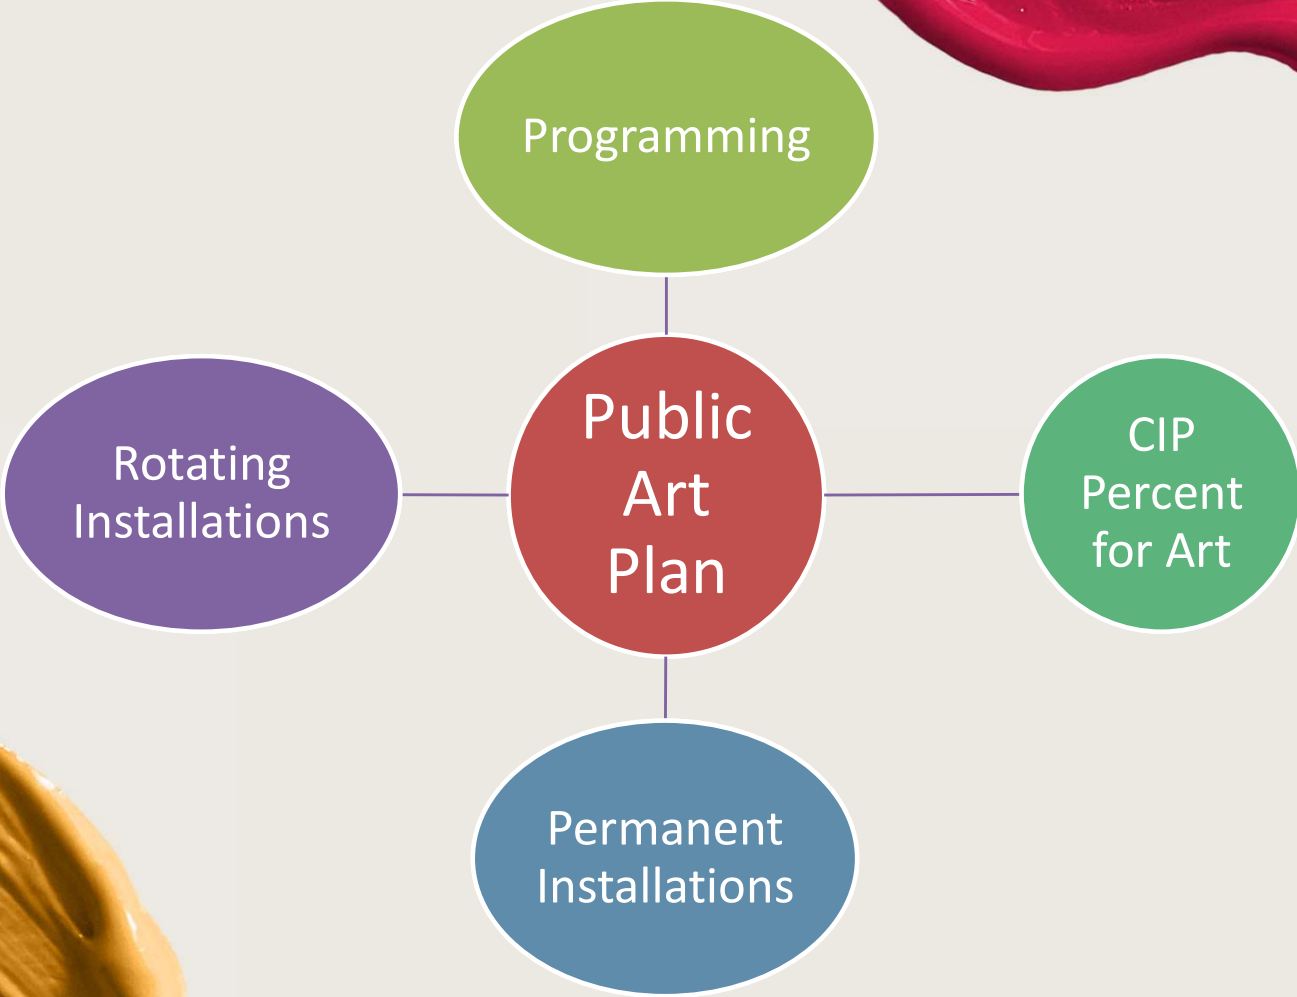 Programming
Rotating
Installations
Public
Art
Plan
CIP
Percent
for Art
Permanent
Installations